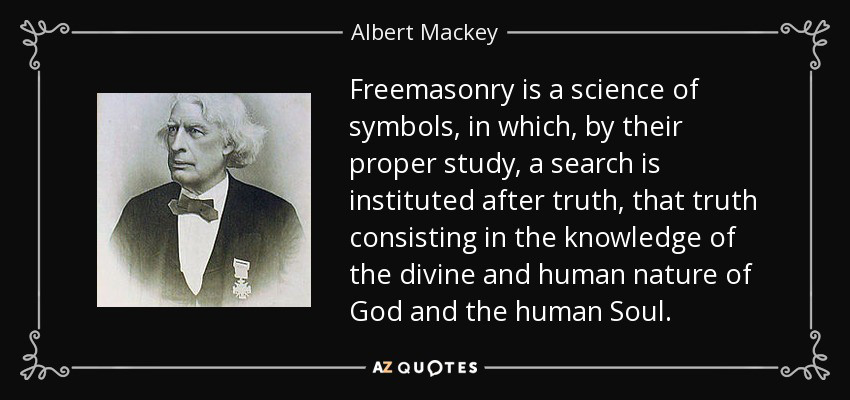 Albert Mackey
Freemasonry is a science of
symbols, in which, by their
proper study, a search is
instituted after truth, that truth
consisting in the knowledge of
the divine and human nature of
God and the human Soul.
AZ QUOTES